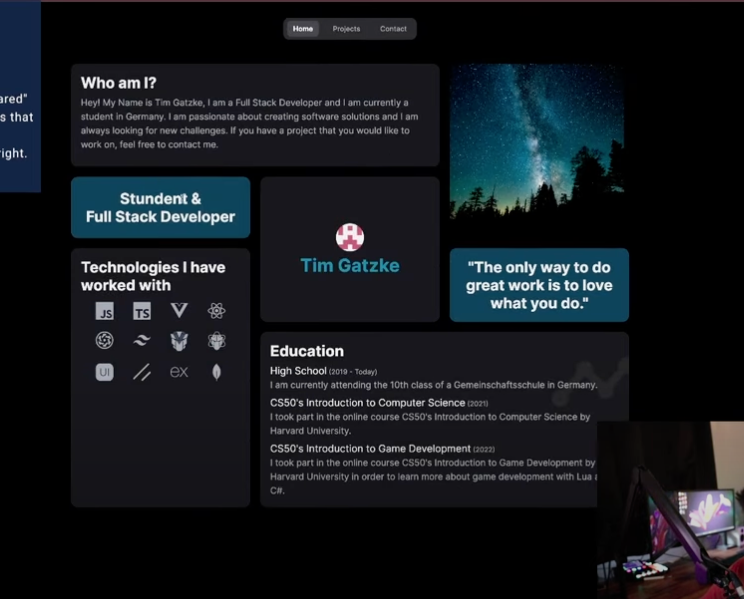 Home
Projects
Contact
ared"
s that
right.
Who am I?
Hey! My Name is Tim Gatzke, I am a Full Stack Developer and I am currently a
student in Germany. I am passionate about creating software solutions and I am
always looking for new challenges. If you have a project that you would like to
work on, feel free to contact me.
Stundent &
Full Stack Developer
Tim Gatzke
"The only way to do
great work is to love
what you do."
Technologies I have
worked with
JS
TS
UI
ex
Education
High School (2019 - Today)
I am currently attending the 10th class of a Gemeinschaftsschule in Germany.
CS50's Introduction to Computer Science (2021)
I took part in the online course CS50's Introduction to Computer Science by
Harvard University.
CS50's Introduction to Game Development (2022)
I took part in the online course CS50's Introduction to Game Development by
Harvard University in order to learn more about game development with Lua
C#.